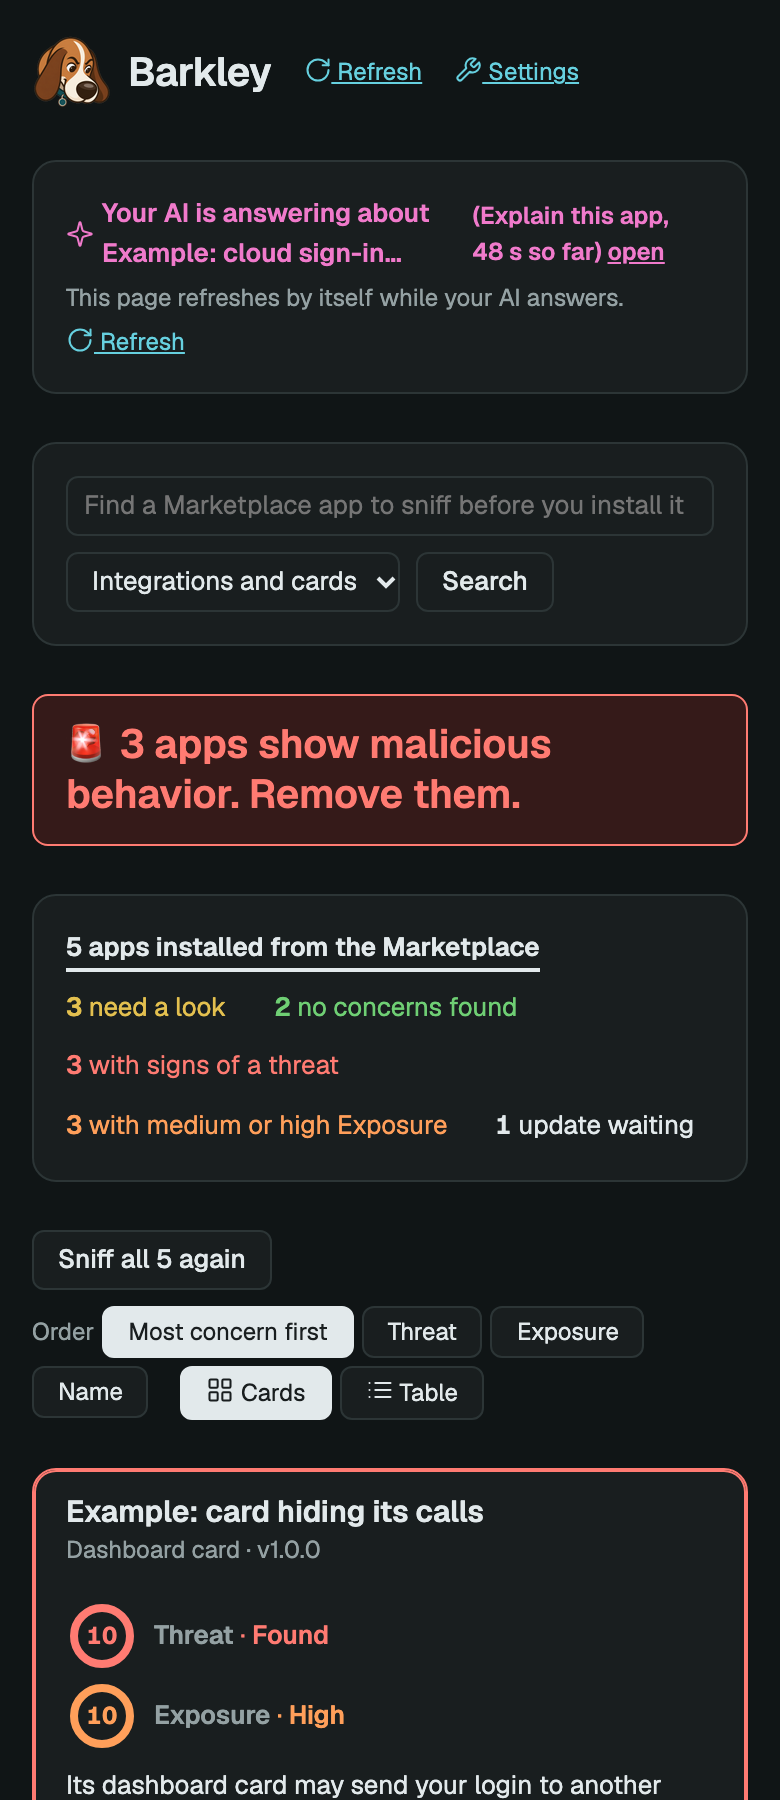 Barkley
Refresh
Settings
Your AI is answering about
Example: cloud sign-in...
(Explain this app,
48 s so far) open
This page refreshes by itself while your AI answers.
Refresh
Find a Marketplace app to sniff before you install it
Integrations and cards
Search
3 apps show malicious
behavior. Remove them.
5 apps installed from the Marketplace
3 need a look
2 no concerns found
3 with signs of a threat
3 with medium or high Exposure
1 update waiting
Sniff all 5 again
Order
Most concern first
Threat
Exposure
Name
Cards
Table
Example: card hiding its calls
Dashboard card · v1.0.0
10
Threat · Found
10
Exposure · High
Its dashboard card may send your login to another